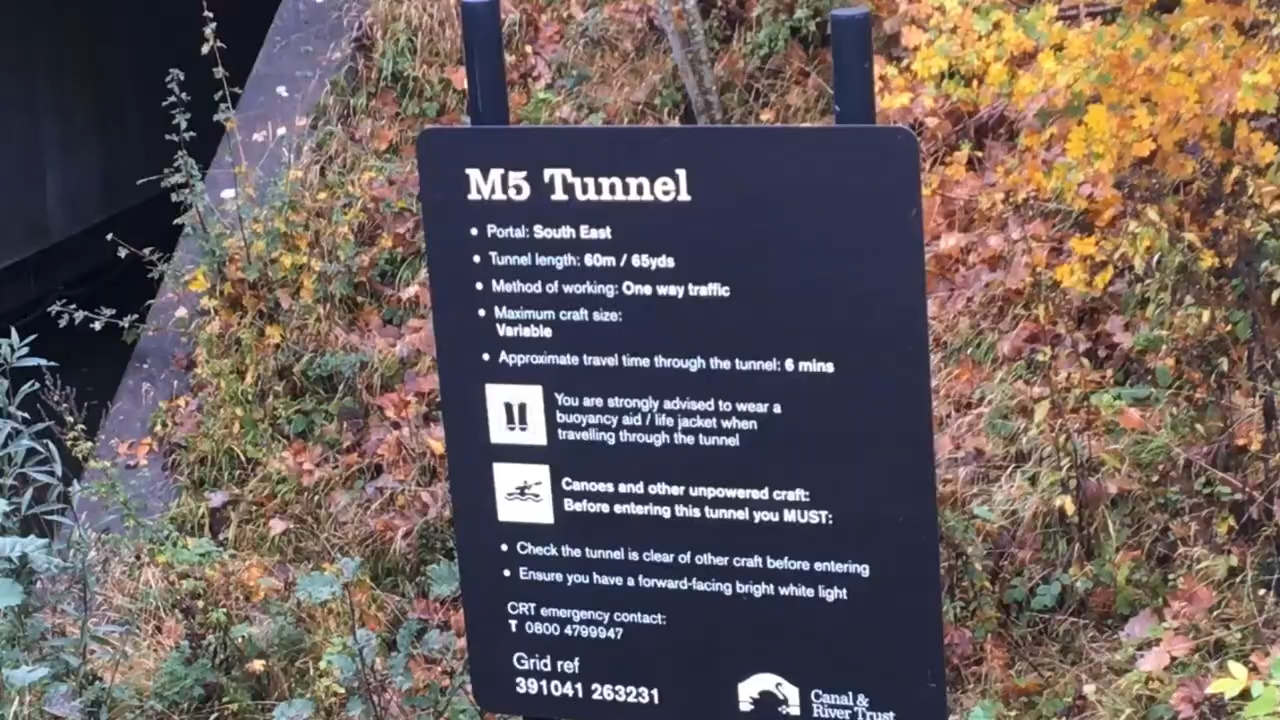 M5 Tunnel
• Portal: South East
• Tunnel length: 60m / 65yds
• Method of working: One way traffic
• Maximum craft size:
Variable
• Approximate travel time through the tunnel: 6 mins
You are strongly advised to wear a
buoyancy aid / life jacket when
travelling through the tunnel
Canoes and other unpowered craft:
Before entering this tunnel you MUST:
• Check the tunnel is clear of other craft before entering
• Ensure you have a forward-facing bright white light
CRT emergency contact:
T 0800 4799947
Grid ref
391041 263231
Canal &
River Trust